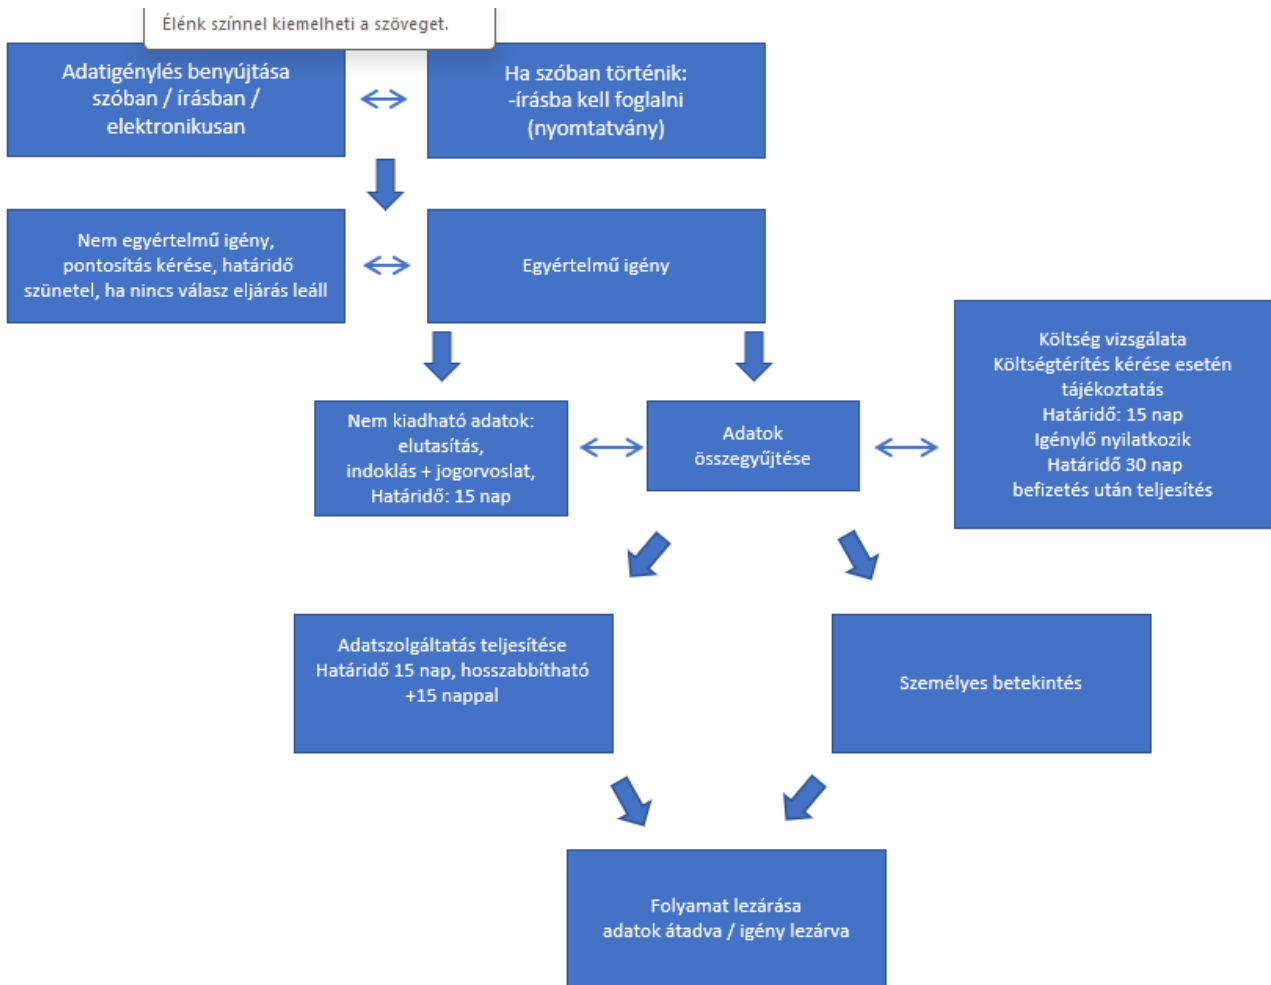 Élénk színnel kiemelheti a szöveget.
Adatigénylés benyújtása
szóban / írásban /
elektronikusan
Ha szóban történik:
-írásba kell foglalni
(nyomtatvány)
Nem egyértelmű igény,
pontosítás kérése, határidő
szünetel, ha nincs válasz eljárás leáll
Egyértelmű igény
Nem kiadható adatok:
elutasítás,
indoklás + jogorvoslat,
Határidő: 15 nap
Adatok
összegyűjtése
Költség vizsgálata
Költségtérítés kérése esetén
tájékoztatás
Határidő: 15 nap
Igénylő nyilatkozik
Határidő 30 nap
befizetés után teljesítés
Adatszolgáltatás teljesítése
Határidő 15 nap, hosszabbítható
+15 nappal
Személyes betekintés
Folyamat lezárása
adatok átadva / igény lezárva